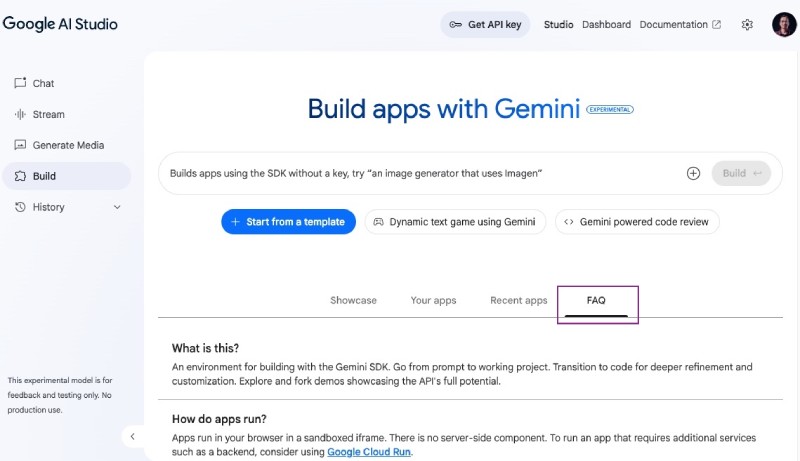 Google AI Studio
Get API key
Studio
Dashboard
Documentation
Chat
Stream
Generate Media
Build
History
This experimental model is for
feedback and testing only. No
production use.
Build apps with Gemini EXPERIMENTAL
Builds apps using the SDK without a key, try “an image generator that uses Imagen”
Build
Start from a template
Dynamic text game using Gemini
Gemini powered code review
Showcase
Your apps
Recent apps
FAQ
What is this?
An environment for building with the Gemini SDK. Go from prompt to working project. Transition to code for deeper refinement and
customization. Explore and fork demos showcasing the API's full potential.
How do apps run?
Apps run in your browser in a sandboxed iframe. There is no server-side component. To run an app that requires additional services
such as a backend, consider using Google Cloud Run.